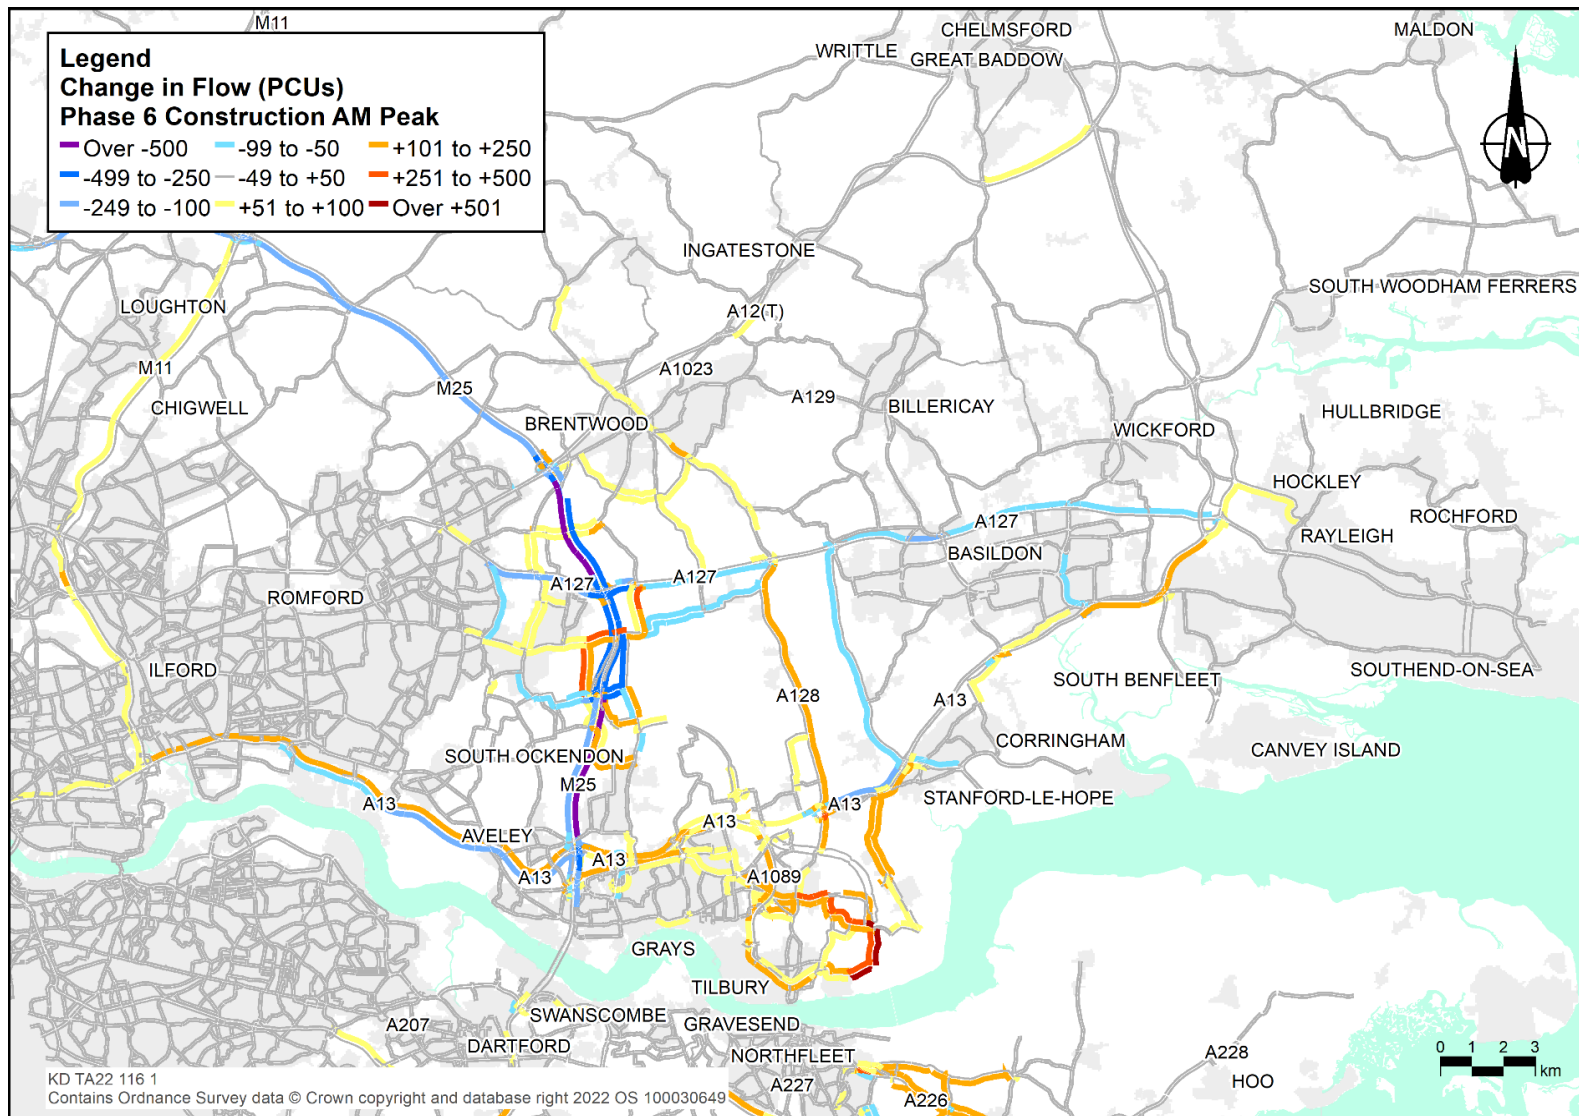 M11
CHELMSFORD
MALDON
WRITTLE
GREAT BADDOW
Legend
Change in Flow (PCUs)
Phase 6 Construction AM Peak
Over -500 -99 to -50 +101 to +250
-499 to -250 -49 to +50 +251 to +500
-249 to -100 +51 to +100 Over +501
N
INGATESTONE
SOUTH WOODHAM FERRERS
LOUGHTON
A12(T)
M11
A1023
M25
A129
CHIGWELL
BILLERICAY
HULLBRIDGE
BRENTWOOD
WICKFORD
HOCKLEY
ROCHFORD
A127
RAYLEIGH
BASILDON
A127
A127
ROMFORD
ILFORD
SOUTHEND-ON-SEA
SOUTH BENFLEET
A128
A13
CORRINGHAM
CANVEY ISLAND
SOUTH OCKENDON
M25
STANFORD-LE-HOPE
A13
A13
A13
AVELEY
A13
A13
A1089
GRAYS
TILBURY
SWANSCOMBE
GRAVESEND
A207
DARTFORD
NORTHFLEET
A228
HOO
A227
A226
0 1 2 3
km
KD TA22 116 1
Contains Ordnance Survey data © Crown copyright and database right 2022 OS 100030649